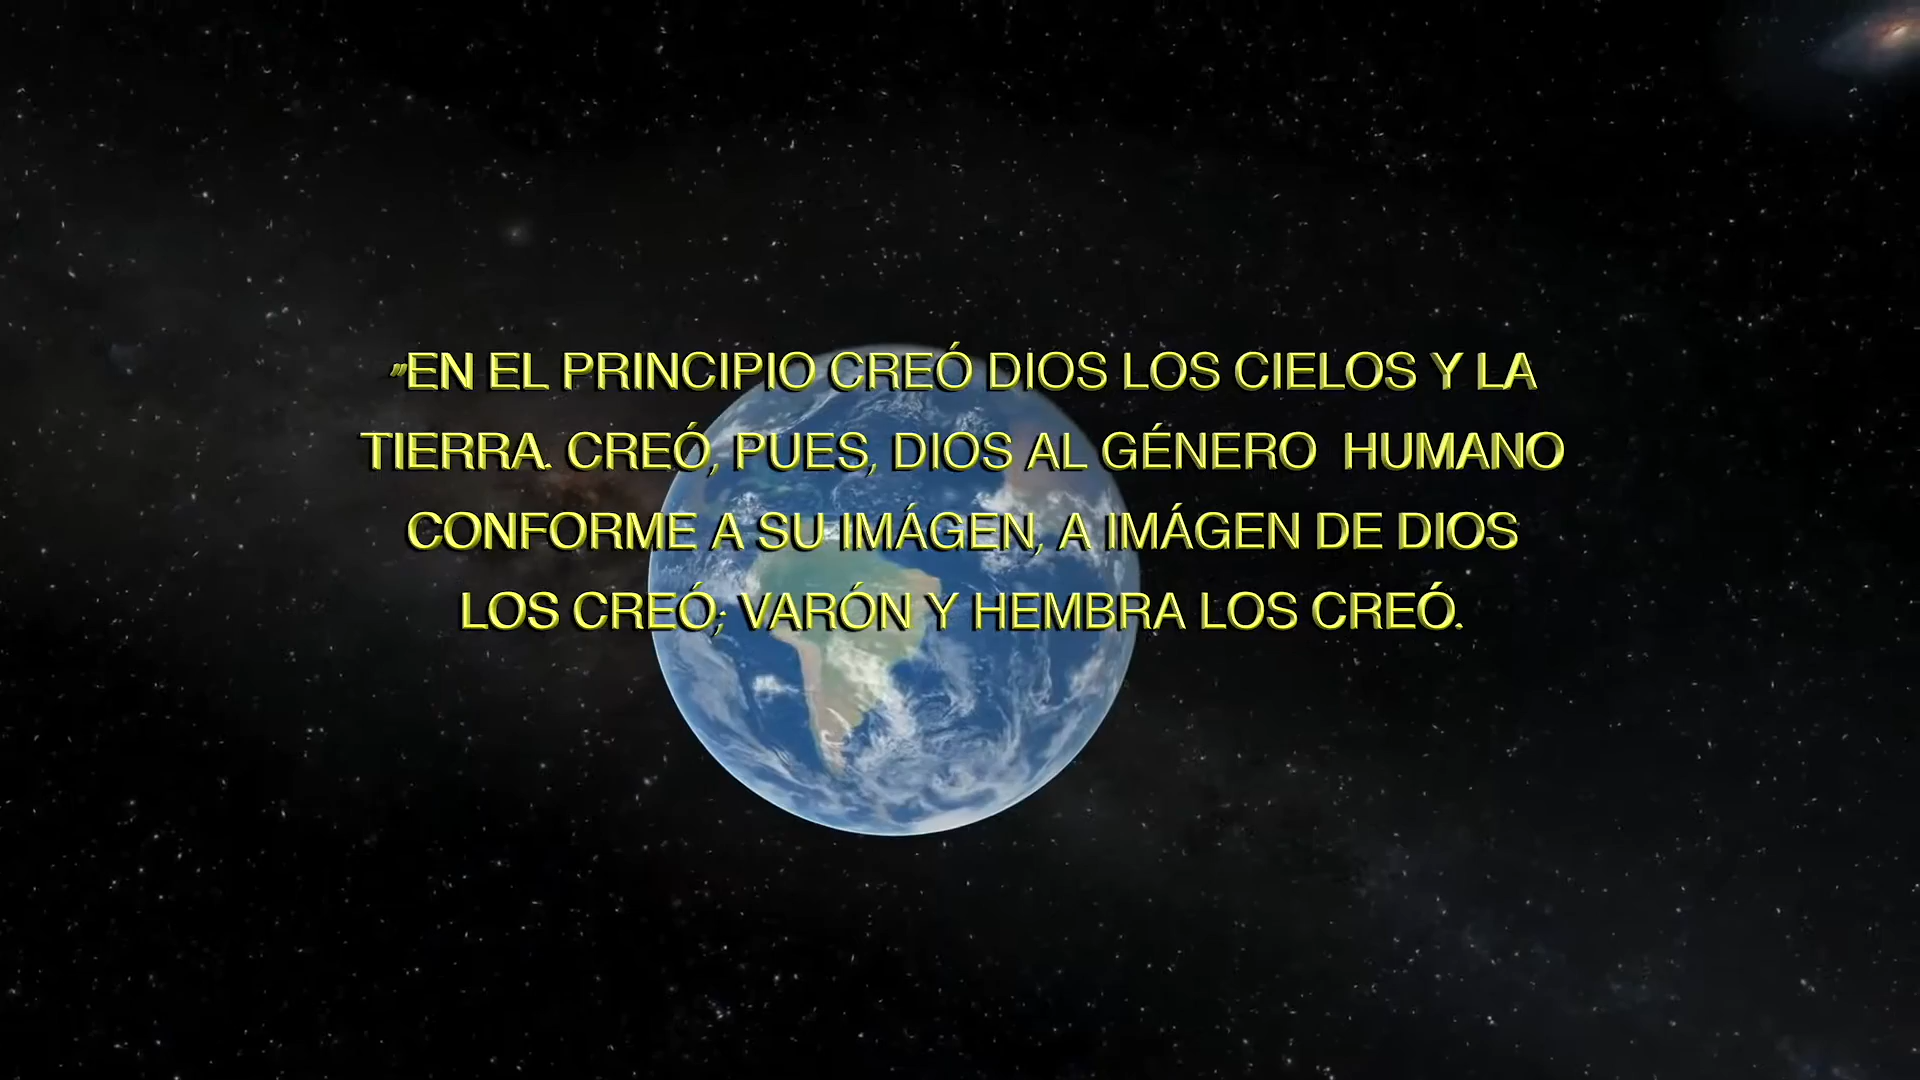 "EN EL PRINCIPIO CREÓ DIOS LOS CIELOS Y LA
TIERRA. CREÓ, PUES, DIOS AL GÉNERO HUMANO
CONFORME A SU IMÁGEN, A IMÁGEN DE DIOS
LOS CREÓ; VARÓN Y HEMBRA LOS CREÓ.